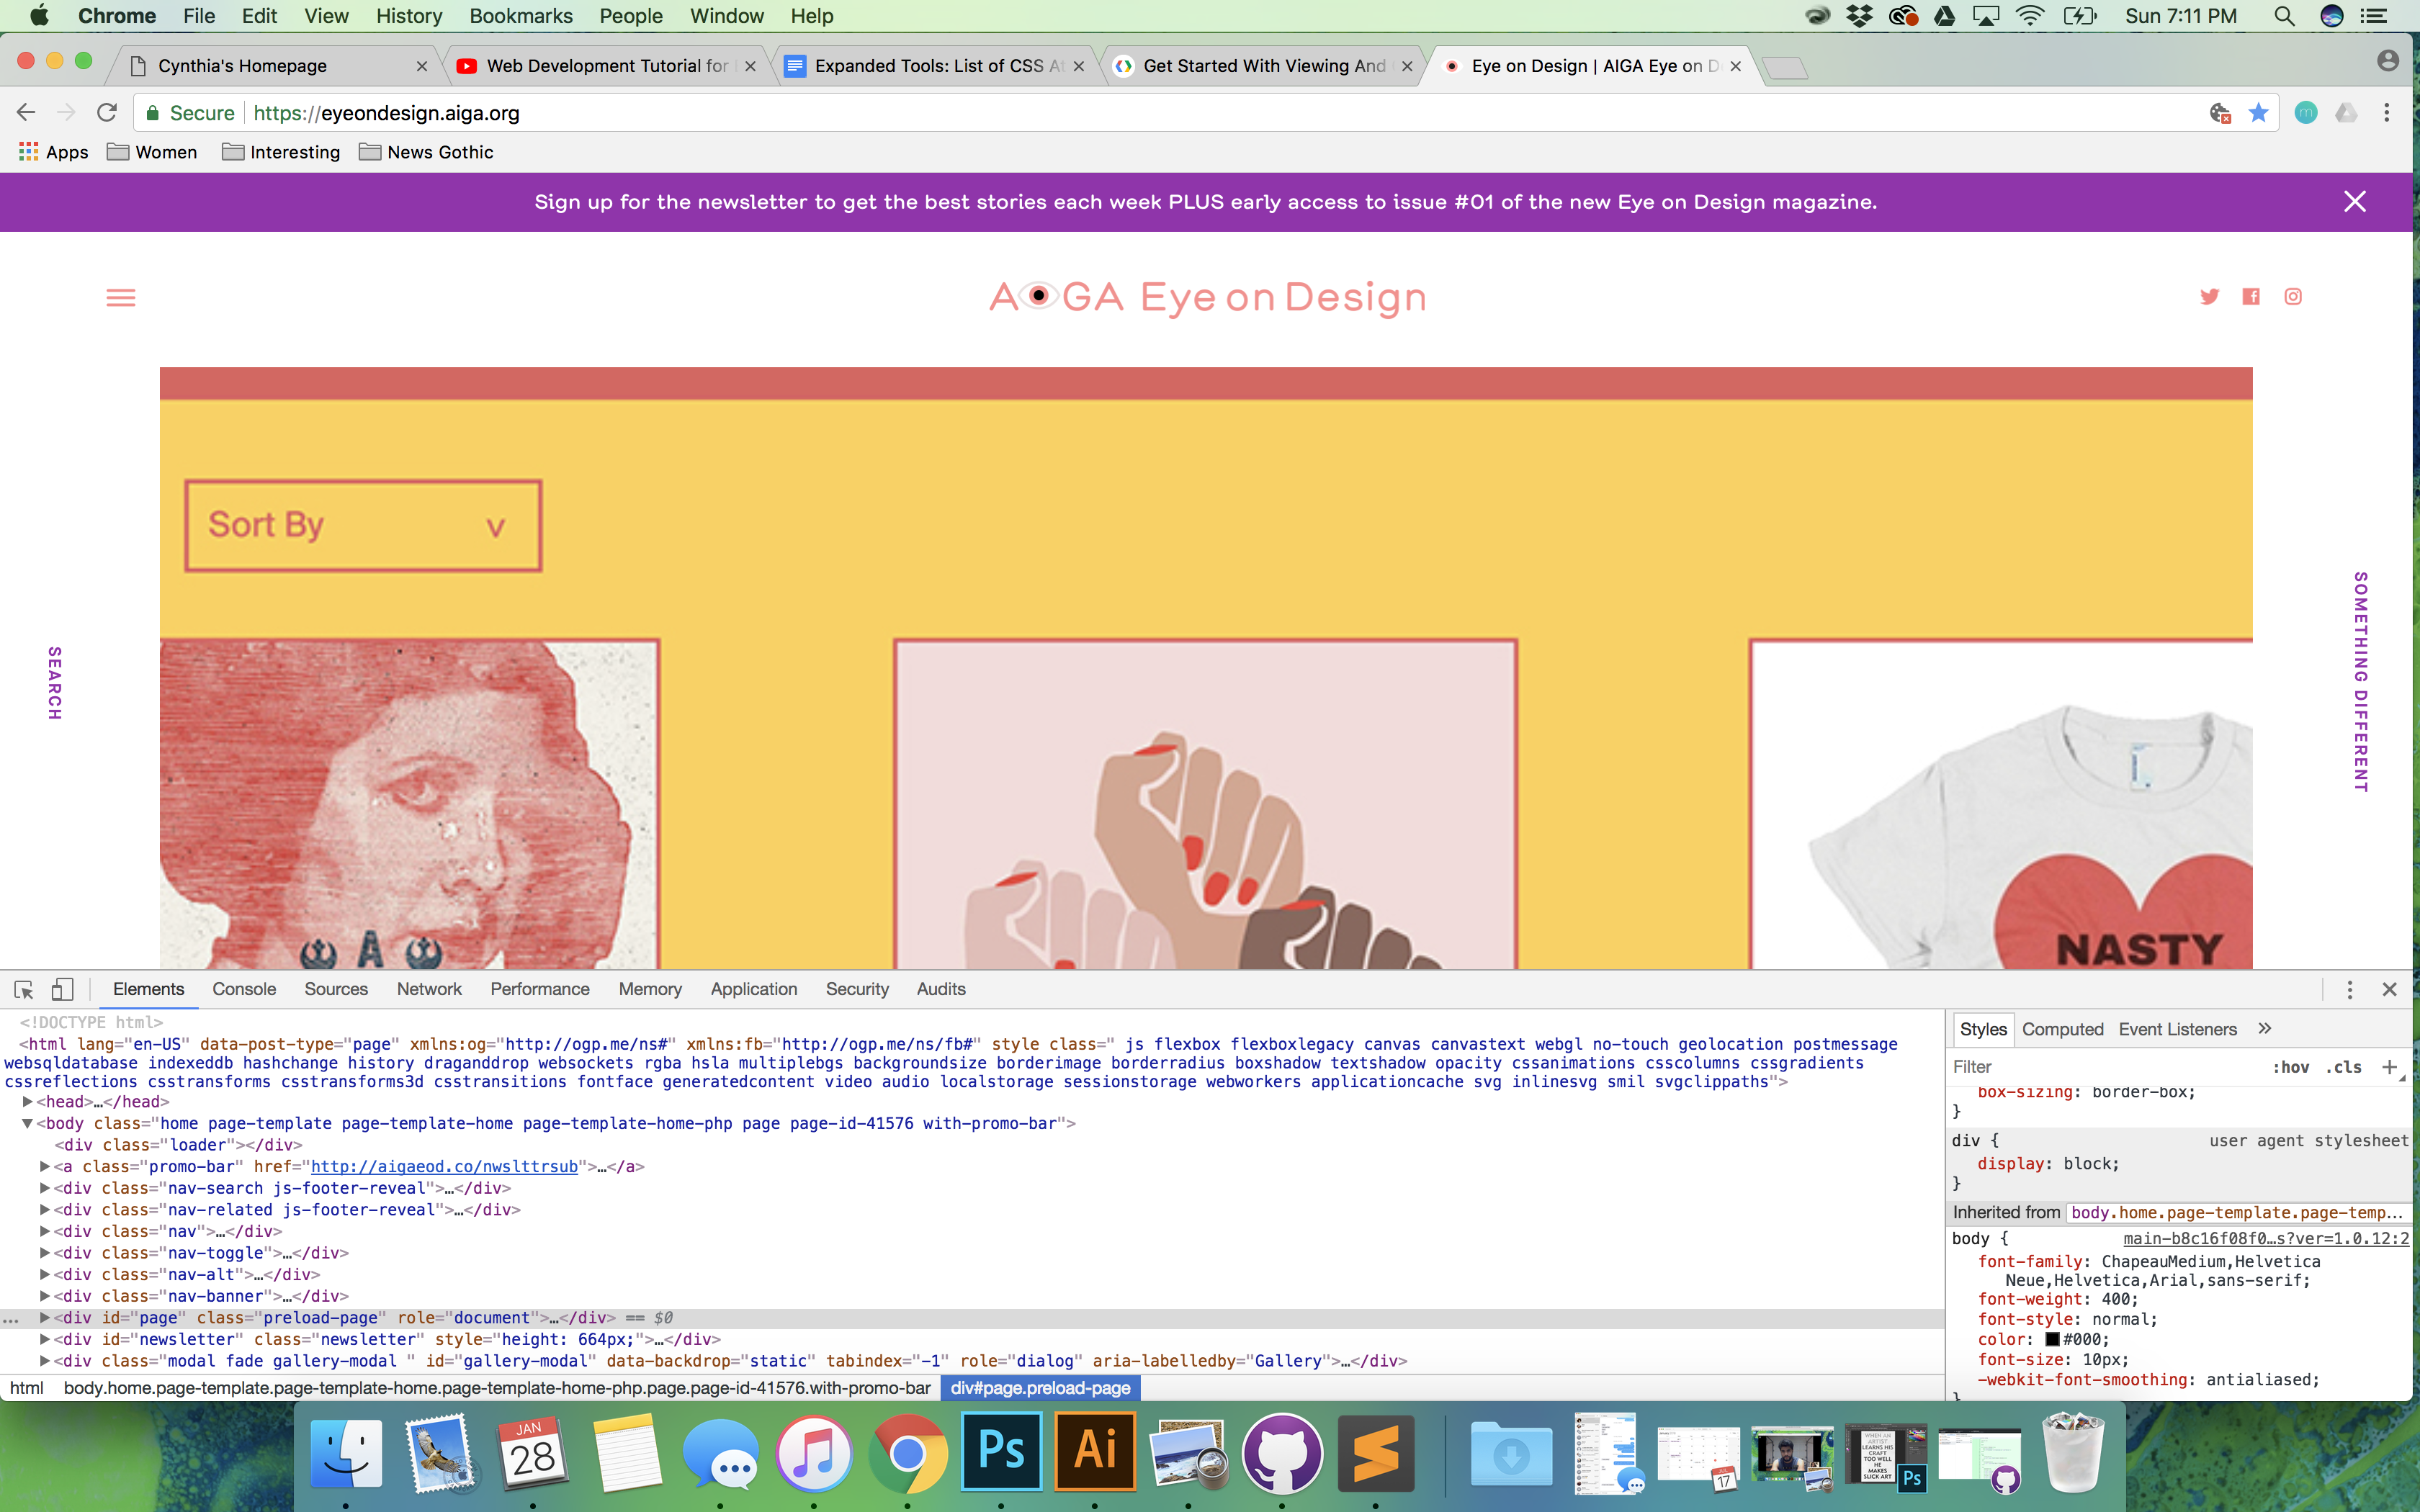 Chrome File Edit View History Bookmarks People Window Help Sun 7:11 PM
Cynthia's Homepage Web Development Tutorial for Expanded Tools: List of CSS At Get Started With Viewing And Eye on Design | AIGA Eye on D
Secure https://eyeondesign.aiga.org
Apps Women Interesting News Gothic
Sign up for the newsletter to get the best stories each week PLUS early access to issue #01 of the new Eye on Design magazine.
A GA Eye on Design
Sort By v
SEARCH
SOMETHING DIFFERENT
A
NASTY
Elements Console Sources Network Performance Memory Application Security Audits
<!DOCTYPE html>
<html lang="en-US" data-post-type="page" xmlns:og="http://ogp.me/ns#" xmlns:fb="http://ogp.me/ns/fb#" style class=" js flexbox flexboxlegacy canvas canvastext webgl no-touch geolocation postmessage
websqldatabase indexeddb hashchange history draganddrop websockets rgba hsla multiplebgs backgroundsize borderimage borderradius boxshadow textshadow opacity cssanimations csscolumns cssgradients
cssreflections csstransforms csstransforms3d csstransitions fontface generatedcontent video audio localstorage sessionstorage webworkers applicationcache svg inlinesvg smil svgclippaths">
<head>…</head>
<body class="home page-template page-template-home page-template-home-php page page-id-41576 with-promo-bar">
<div class="loader"></div>
<a class="promo-bar" href="http://aigaeod.co/nwslttrsub">…</a>
<div class="nav-search js-footer-reveal">…</div>
<div class="nav-related js-footer-reveal">…</div>
<div class="nav">…</div>
<div class="nav-toggle">…</div>
<div class="nav-alt">…</div>
<div class="nav-banner">…</div>
… <div id="page" class="preload-page" role="document">…</div> == $0
<div id="newsletter" class="newsletter" style="height: 664px;">…</div>
<div class="modal fade gallery-modal " id="gallery-modal" data-backdrop="static" tabindex="-1" role="dialog" aria-labelledby="Gallery">…</div>
html body.home.page-template.page-template-home.page-template-home-php.page.page-id-41576.with-promo-bar div#page.preload-page
Styles Computed Event Listeners »
Filter :hov .cls +
box-sizing: border-box;
}
div { user agent stylesheet
display: block;
}
Inherited from body.home.page-template.page-temp...
body { main-b8c16f08f0…s?ver=1.0.12:2
font-family: ChapeauMedium,Helvetica
Neue,Helvetica,Arial,sans-serif;
font-weight: 400;
font-style: normal;
color: #000;
font-size: 10px;
-webkit-font-smoothing: antialiased;
}
JAN
28
Ps
Ai
17
WHEN AN
ARTIST
LEARNS HIS
CRAFT
TOO WELL
HE
MAKES
SLICK ART
Ps